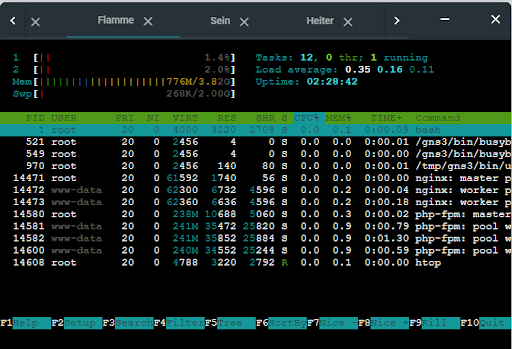 Flamme Sein Heiter
1 [|| 1.4%] Tasks: 12, 0 thr; 1 running
2 [|| 2.0%] Load average: 0.35 0.16 0.11
Mem[||||||||||||||||||||||||||776M/3.82G] Uptime: 02:28:42
Swp[| 268K/2.00G]
PID USER PRI NI VIRT RES SHR S CPU% MEM% TIME+ Command
1 root 20 0 4000 3220 2708 S 0.0 0.1 0:00.09 bash
521 root 20 0 2456 4 0 S 0.0 0.0 0:00.01 /gns3/bin/busyb
549 root 20 0 2456 4 0 S 0.0 0.0 0:00.00 /gns3/bin/busyb
970 root 20 0 2456 140 80 S 0.0 0.0 0:00.01 /tmp/gns3/bin/u
14471 root 20 0 61592 1740 56 S 0.0 0.0 0:00.00 nginx: master p
14472 www-data 20 0 62300 6732 4596 S 0.0 0.2 0:00.04 nginx: worker p
14473 www-data 20 0 62360 6636 4596 S 0.0 0.2 0:00.18 nginx: worker p
14580 root 20 0 238M 10688 5060 S 0.0 0.3 0:00.02 php-fpm: master
14581 www-data 20 0 241M 35472 25820 S 0.0 0.9 0:00.79 php-fpm: pool w
14582 www-data 20 0 241M 35852 25884 S 0.0 0.9 0:01.30 php-fpm: pool w
14600 www-data 20 0 240M 34552 25244 S 0.0 0.9 0:00.59 php-fpm: pool w
14608 root 20 0 4788 3220 2792 R 0.0 0.1 0:00.00 htop
F1Help F2Setup F3SearchF4FilterF5Tree F6SortByF7Nice -F8Nice +F9Kill F10Quit